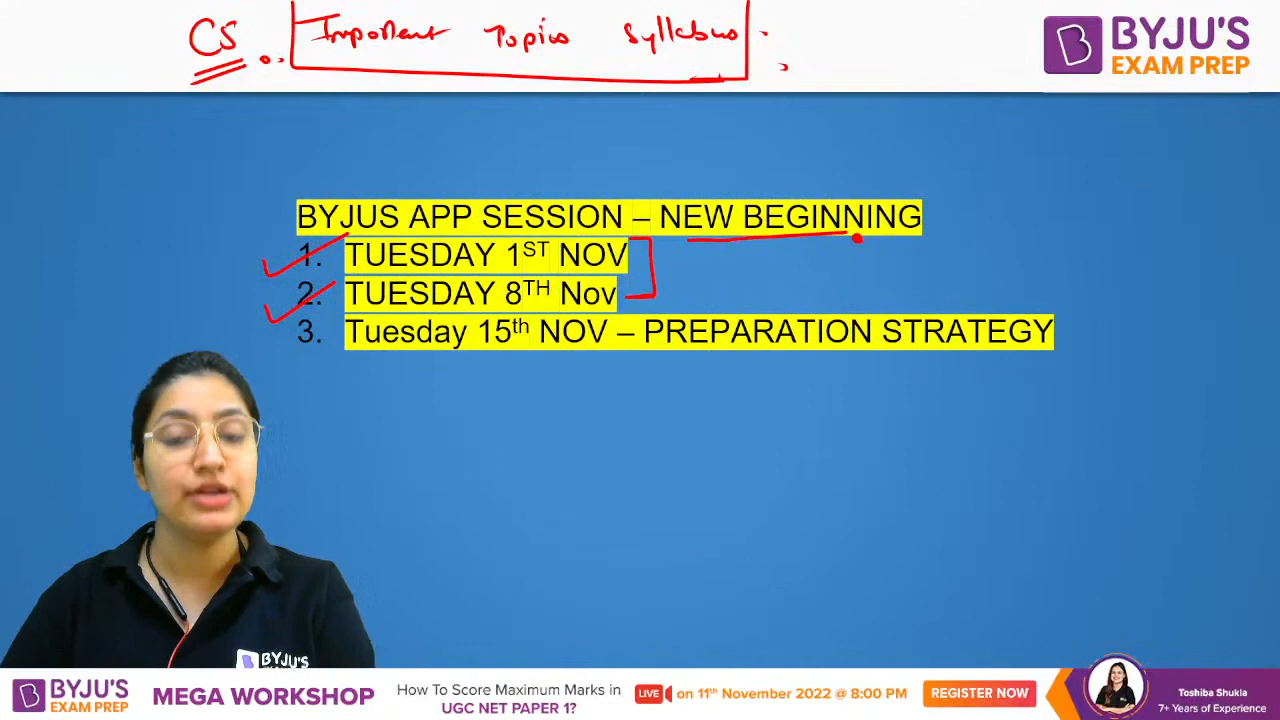 CS Important Topics Syllabus
BYJU'S
EXAM PREP
BYJUS APP SESSION – NEW BEGINNING
1. TUESDAY 1ST NOV
2. TUESDAY 8TH Nov
3. Tuesday 15th NOV – PREPARATION STRATEGY
BYJU'S
BYJU'S
EXAM PREP
MEGA WORKSHOP
How To Score Maximum Marks in
UGC NET PAPER 1?
LIVE on 11th November 2022 @ 8:00 PM
REGISTER NOW
Toshiba Shukla
7+ Years of Experience